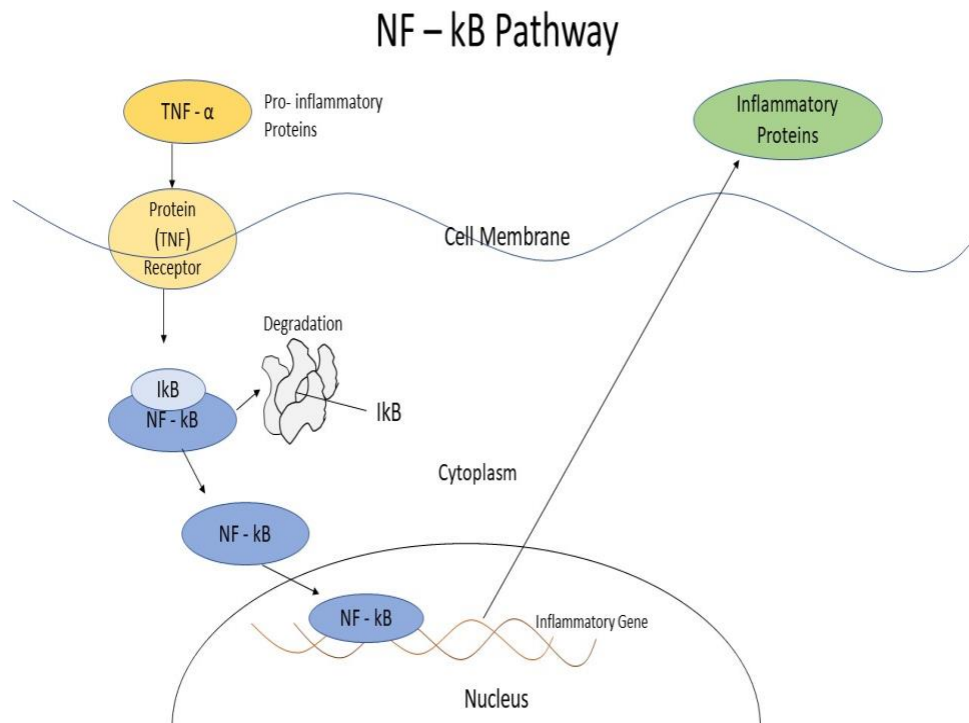 NF – kB Pathway
TNF - α
Pro- inflammatory
Proteins
Inflammatory
Proteins
Protein
(TNF)
Receptor
Cell Membrane
Degradation
IkB
NF - kB
IkB
Cytoplasm
NF - kB
NF - kB
Inflammatory Gene
Nucleus